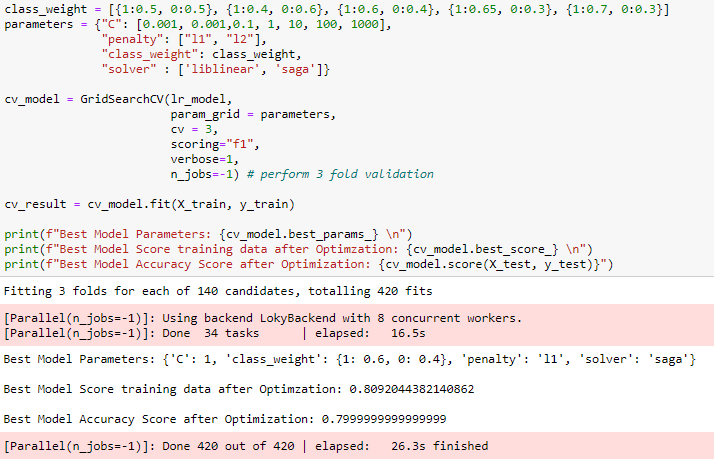 class_weight = [{1:0.5, 0:0.5}, {1:0.4, 0:0.6}, {1:0.6, 0:0.4}, {1:0.65, 0:0.3}, {1:0.7, 0:0.3}]
parameters = {"C": [0.001, 0.001,0.1, 1, 10, 100, 1000],
"penalty": ["l1", "l2"],
"class_weight": class_weight,
"solver" : ['liblinear', 'saga']}
cv_model = GridSearchCV(lr_model,
param_grid = parameters,
cv = 3,
scoring="f1",
verbose=1,
n_jobs=-1) # perform 3 fold validation
cv_result = cv_model.fit(X_train, y_train)
print(f"Best Model Parameters: {cv_model.best_params_} \n")
print(f"Best Model Score training data after Optimzation: {cv_model.best_score_} \n")
print(f"Best Model Accuracy Score after Optimization: {cv_model.score(X_test, y_test)}")
Fitting 3 folds for each of 140 candidates, totalling 420 fits
[Parallel(n_jobs=-1)]: Using backend LokyBackend with 8 concurrent workers.
[Parallel(n_jobs=-1)]: Done  34 tasks      | elapsed:   16.5s
Best Model Parameters: {'C': 1, 'class_weight': {1: 0.6, 0: 0.4}, 'penalty': 'l1', 'solver': 'saga'}
Best Model Score training data after Optimzation: 0.8092044382140862
Best Model Accuracy Score after Optimization: 0.7999999999999999
[Parallel(n_jobs=-1)]: Done 420 out of 420 | elapsed:   26.3s finished